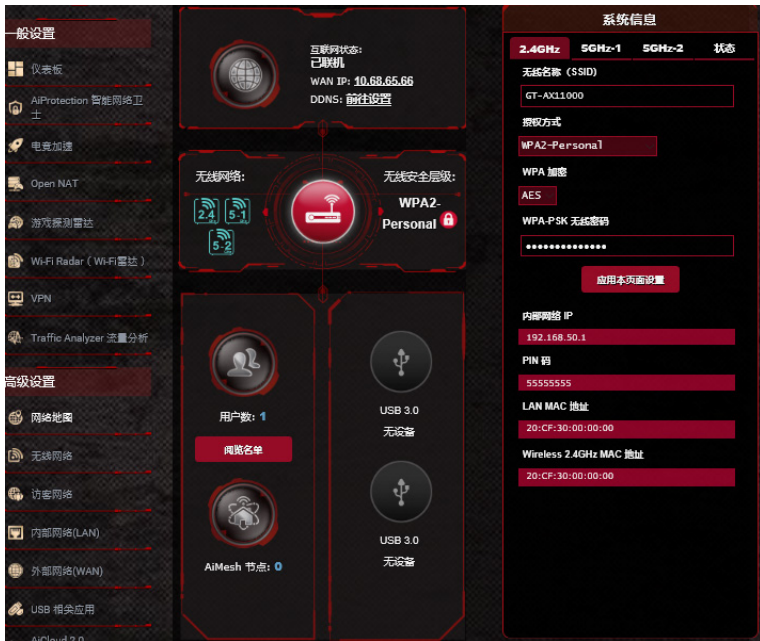 一般设置
仪表板
AiProtection 智能网络卫
士
电竞加速
Open NAT
游戏探测雷达
Wi-Fi Radar ( Wi-Fi雷达 )
VPN
Traffic Analyzer 流量分析
高级设置
网络地图
无线网络
访客网络
内部网络(LAN)
外部网络(WAN)
USB 相关应用
AiCloud 2.0
互联网状态:
已联机
WAN IP: 10.68.65.66
DDNS: 前往设置
无线网络:
2.4
5-1
5-2
无线安全层级:
WPA2-
Personal
用户数: 1
阅览名单
AiMesh 节点: 0
USB 3.0
无设备
USB 3.0
无设备
系统信息
2.4GHz 5GHz-1 5GHz-2 状态
无线名称 (SSID)
GT-AX11000
授权方式
WPA2-Personal
WPA 加密
AES
WPA-PSK 无线密码
••••••••••••••
应用本页面设置
内部网络 IP
192.168.50.1
PIN 码
55555555
LAN MAC 地址
20:CF:30:00:00:00
Wireless 2.4GHz MAC 地址
20:CF:30:00:00:00